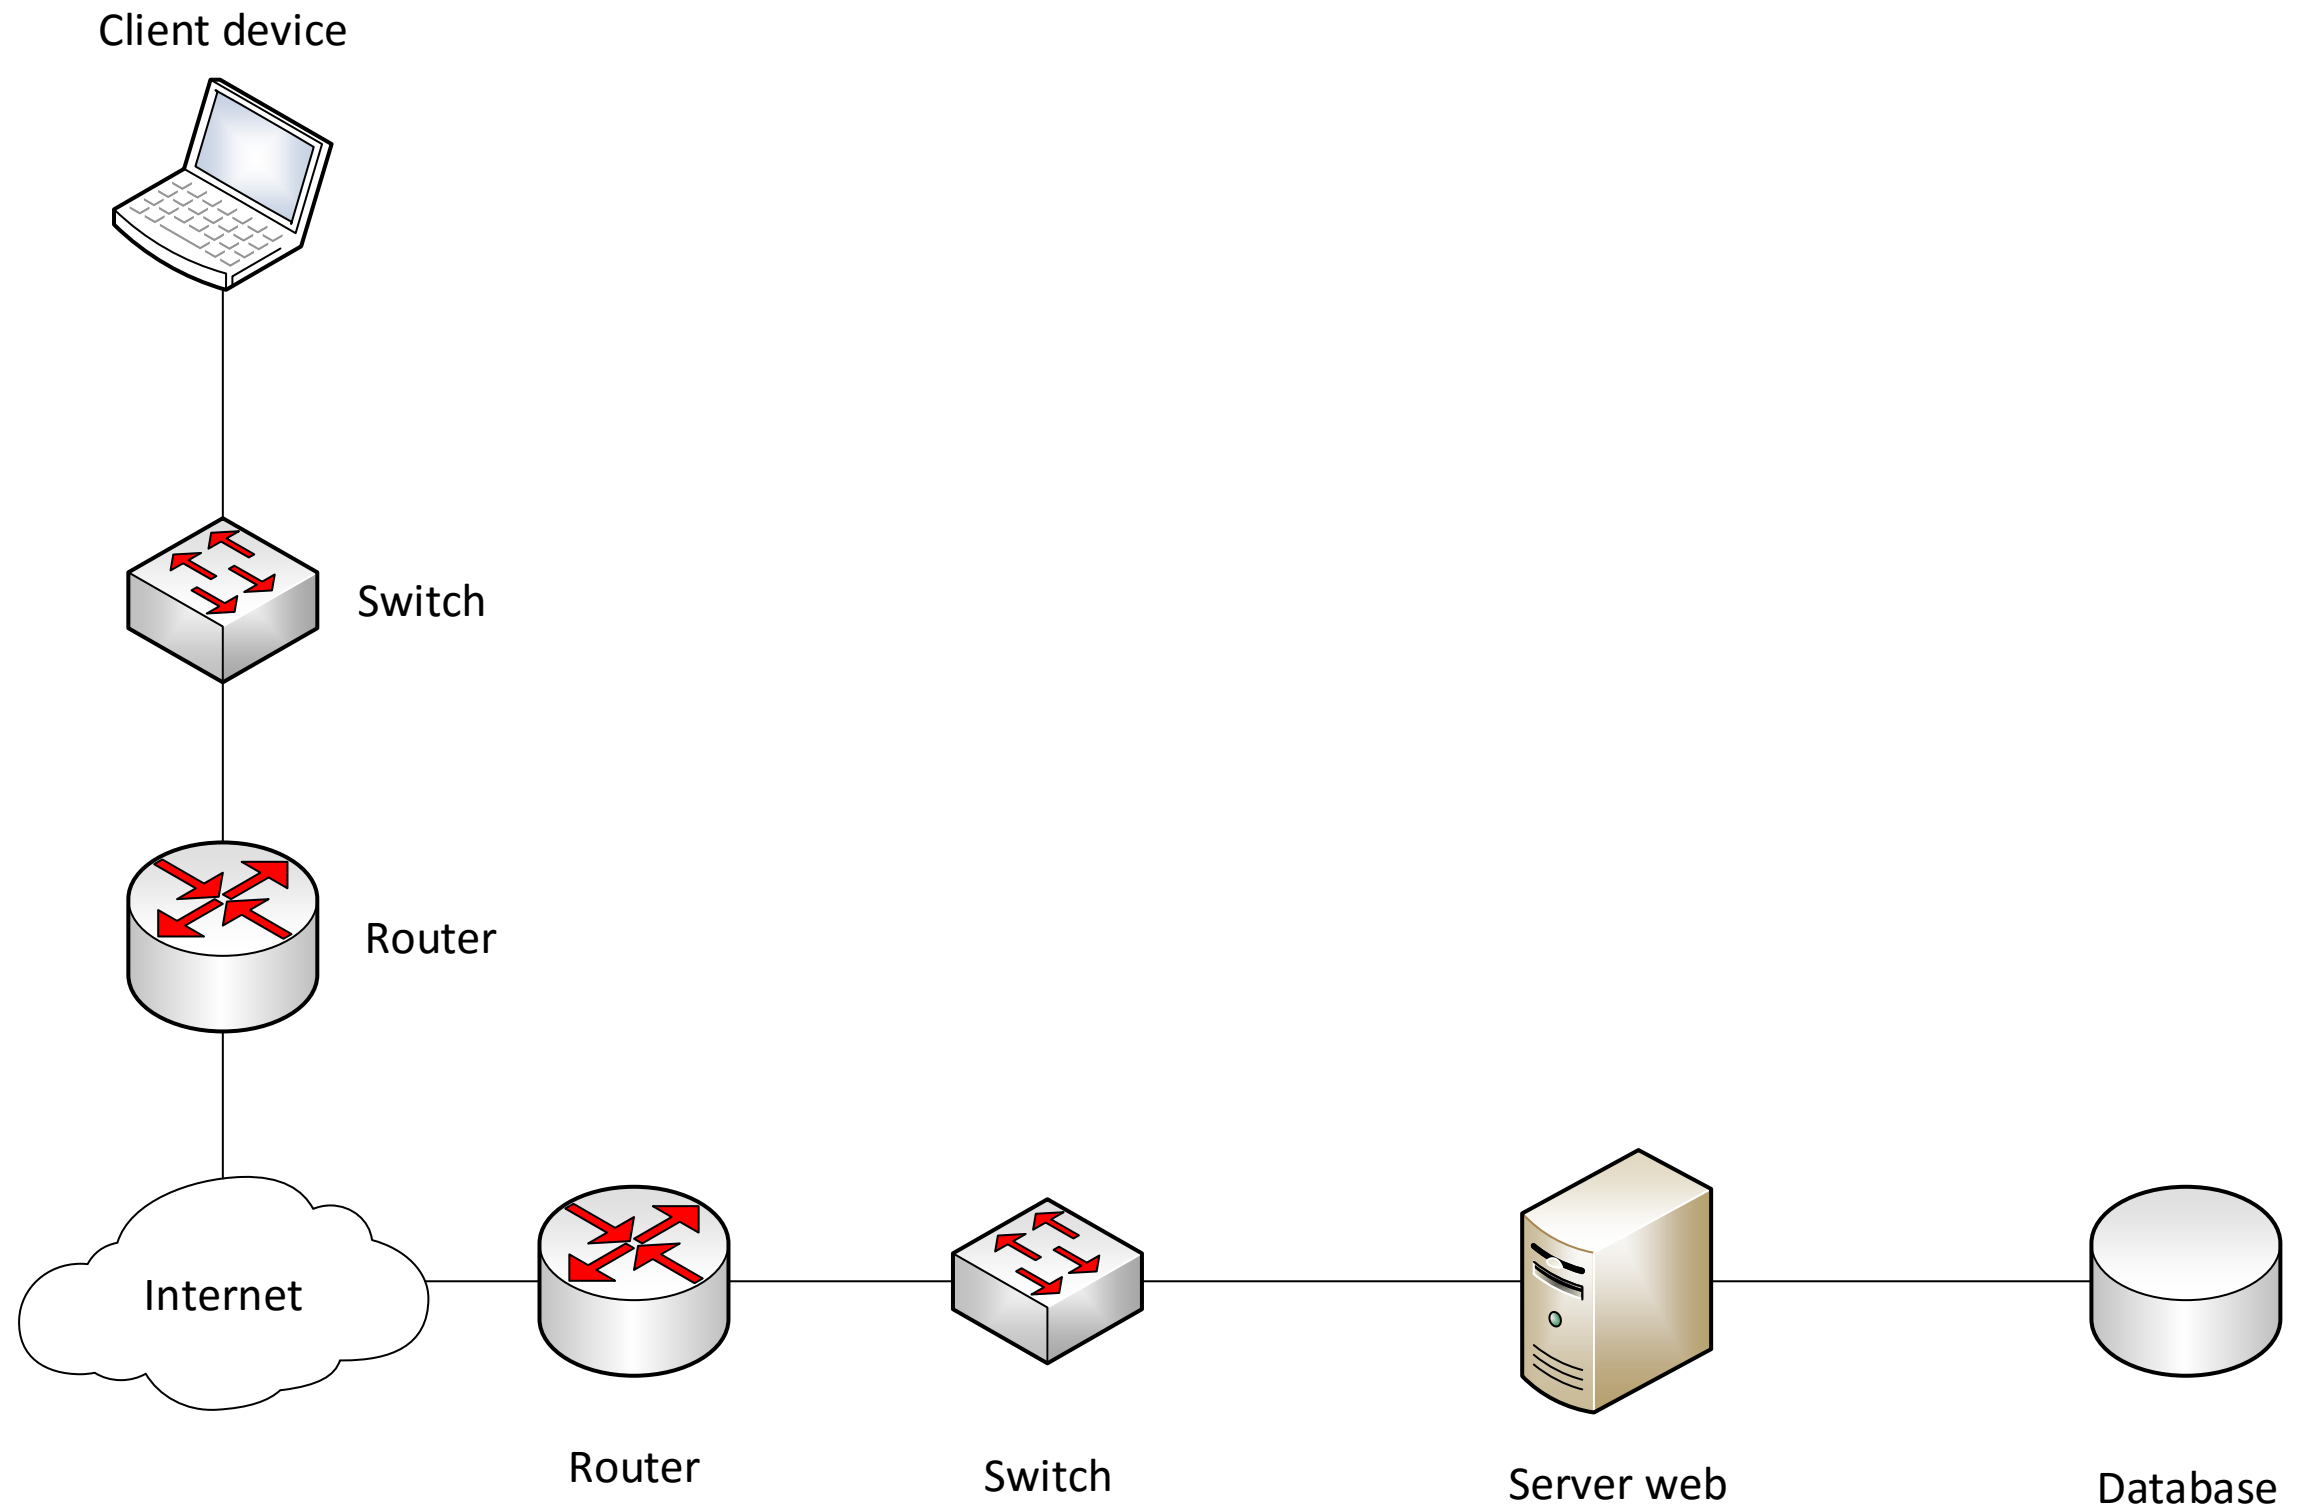 Client device
Switch
Router
Internet
Router
Switch
Server web
Database